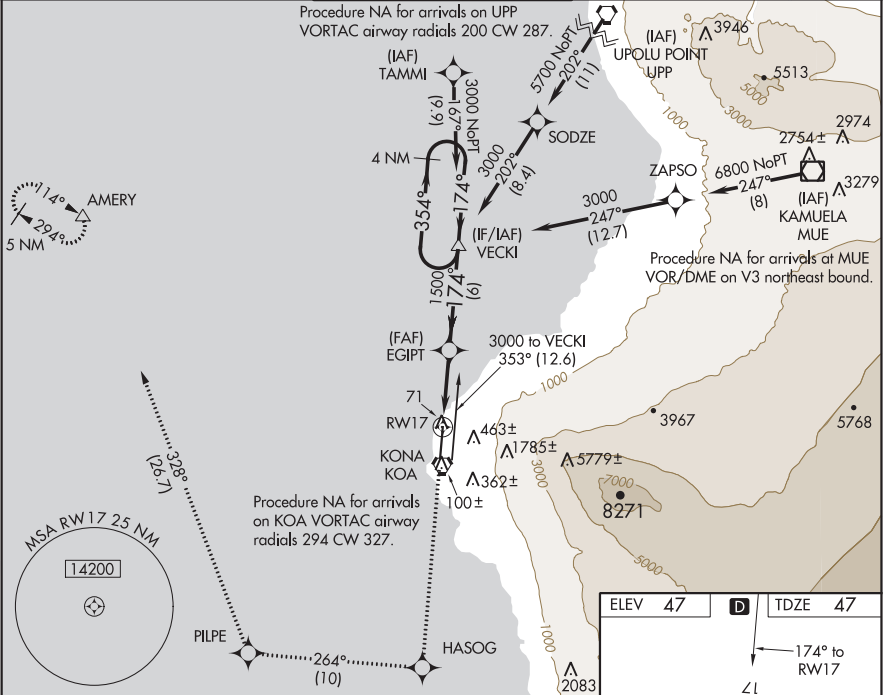 Procedure NA for arrivals on UPP
VORTAC airway radials 200 CW 287.
(IAF)
TAMMI
3000 NoPT
167°
(9.9)
5700 NoPT
202°
(11)
(IAF)
UPOLU POINT
UPP
3946
5513
5000
3000
1000
2974
2754±
3279
SODZE
4 NM
3000
202°
(8.4)
ZAPSO
6800 NoPT
247°
(8)
(IAF)
KAMUELA
MUE
3000
247°
(12.7)
114°
294°
AMERY
5 NM
354°
174°
(IF/IAF)
VECKI
Procedure NA for arrivals at MUE
VOR/DME on V3 northeast bound.
1500
174°
(9)
(FAF)
EGIPT
3000 to VECKI
353° (12.6)
1000
71
RW17
KONA
KOA
463±
1785±
362±
100±
3000
5779±
7000
8271
3967
5768
5000
328°
(26.7)
Procedure NA for arrivals
on KOA VORTAC airway
radials 294 CW 327.
MSA RW17 25 NM
14200
PILPE
264°
(10)
HASOG
1000
2083
ELEV 47
D
TDZE 47
174° to
RW17
17